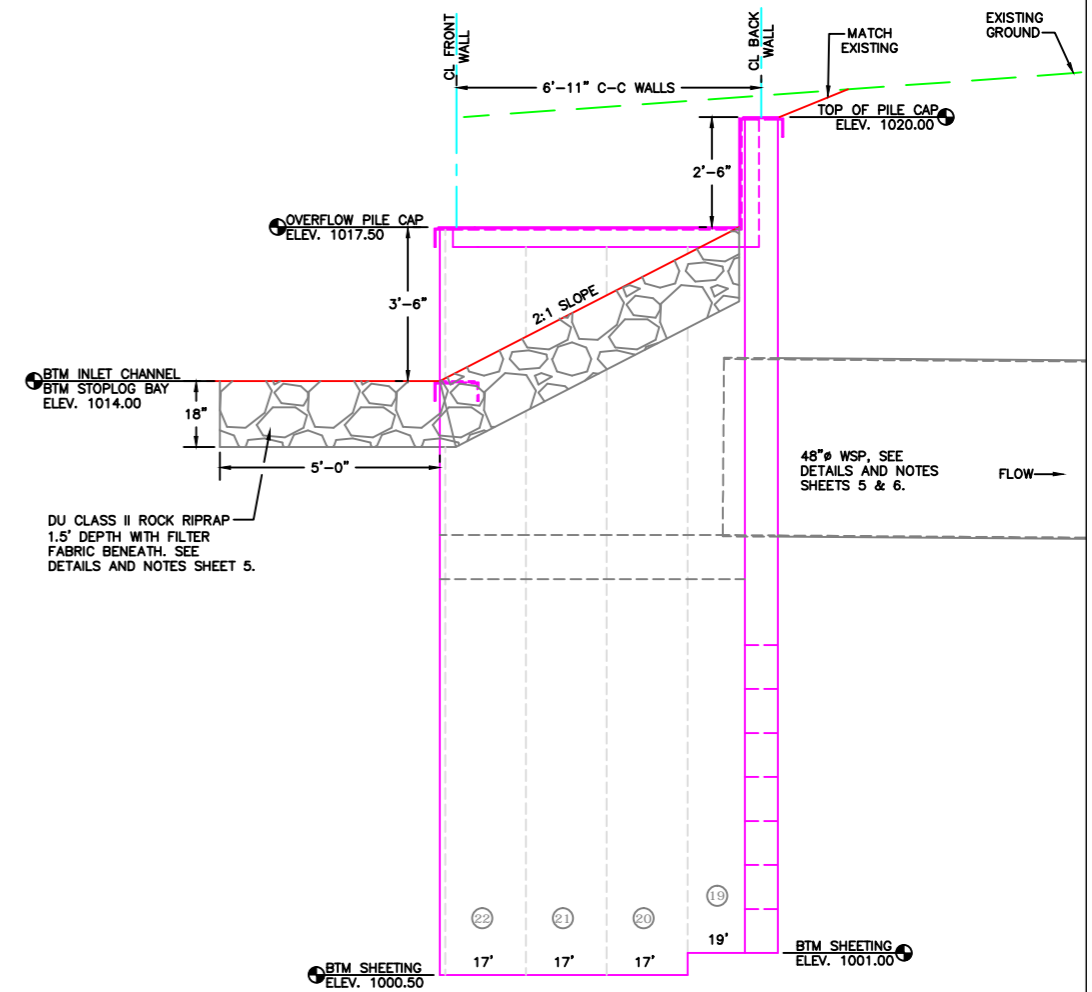 CL FRONT
WALL
CL BACK
WALL
EXISTING
GROUND
MATCH
EXISTING
6'-11" C-C WALLS
TOP OF PILE CAP
ELEV. 1020.00
2'-6"
OVERFLOW PILE CAP
ELEV. 1017.50
3'-6"
2:1 SLOPE
BTM INLET CHANNEL
BTM STOPLOG BAY
ELEV. 1014.00
18"
5'-0"
48"ø WSP, SEE
DETAILS AND NOTES
SHEETS 5 & 6.
FLOW
DU CLASS II ROCK RIPRAP
1.5' DEPTH WITH FILTER
FABRIC BENEATH. SEE
DETAILS AND NOTES SHEET 5.
22
21
20
19
17'
17'
17'
19'
BTM SHEETING
ELEV. 1001.00
BTM SHEETING
ELEV. 1000.50